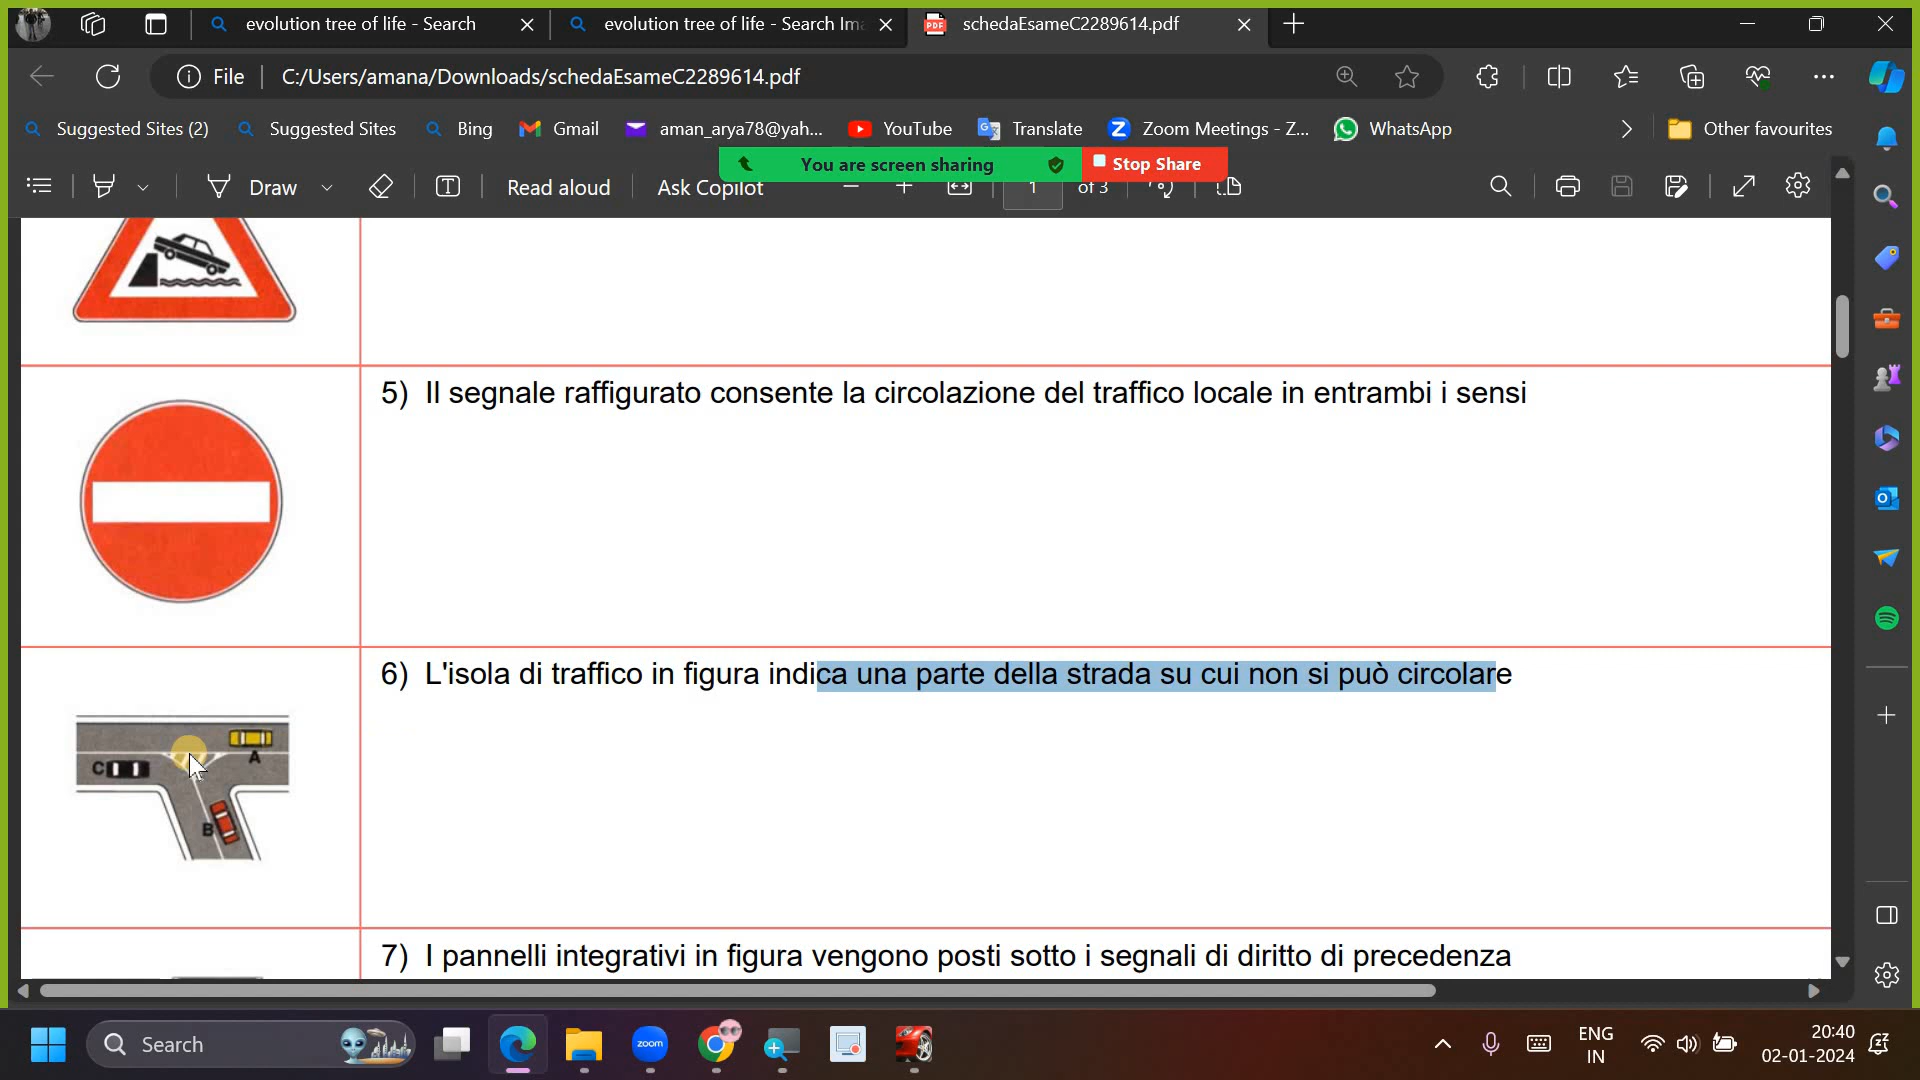 evolution tree of life - Search
evolution tree of life - Search Ima
schedaEsameC2289614.pdf
File
C:/Users/amana/Downloads/schedaEsameC2289614.pdf
Suggested Sites (2)
Suggested Sites
Bing
Gmail
aman_arya78@yah...
YouTube
Translate
Zoom Meetings - Z...
WhatsApp
Other favourites
You are screen sharing
Stop Share
Draw
Read aloud
Ask Copilot
1
of 3
5) Il segnale raffigurato consente la circolazione del traffico locale in entrambi i sensi
6) L'isola di traffico in figura indica una parte della strada su cui non si può circolare
A
C
B
7) I pannelli integrativi in figura vengono posti sotto i segnali di diritto di precedenza
Search
zoom
ENG
IN
20:40
02-01-2024